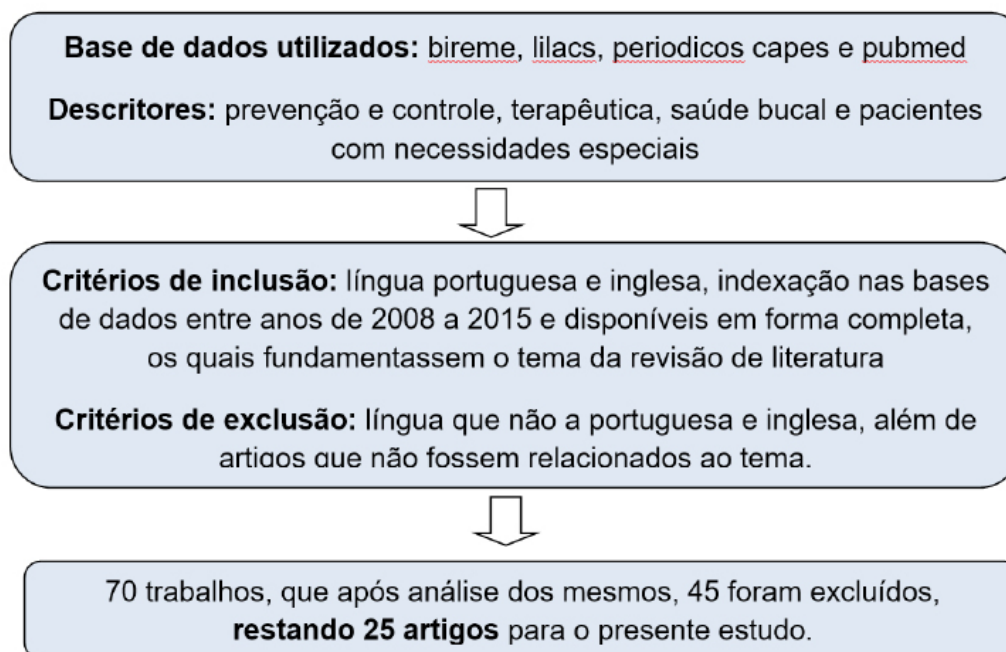 Base de dados utilizados: bireme, lilacs, periodicos capes e pubmed
Descritores: prevenção e controle, terapêutica, saúde bucal e pacientes
com necessidades especiais
Critérios de inclusão: língua portuguesa e inglesa, indexação nas bases
de dados entre anos de 2008 a 2015 e disponíveis em forma completa,
os quais fundamentassem o tema da revisão de literatura
Critérios de exclusão: língua que não a portuguesa e inglesa, além de
artigos que não fossem relacionados ao tema.
70 trabalhos, que após análise dos mesmos, 45 foram excluídos,
restando 25 artigos para o presente estudo.